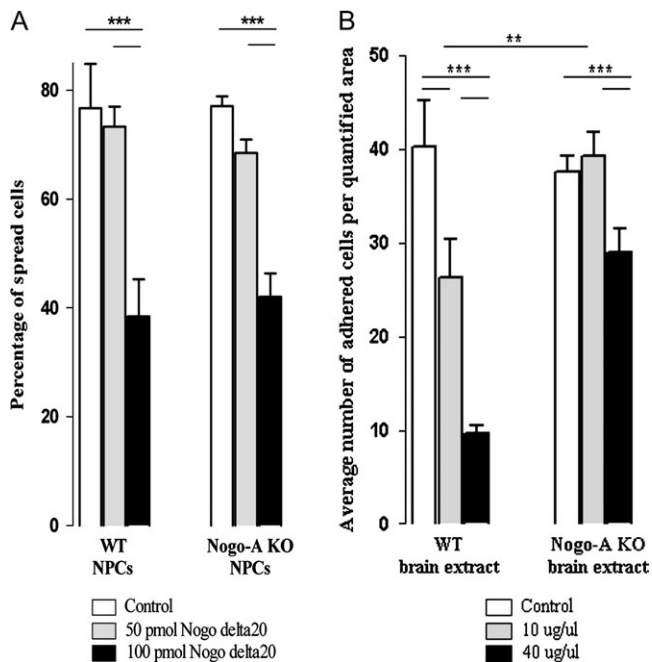 A
***
***
80
60
40
20
0
Percentage of spread cells
WT
NPCs
Nogo-A KO
NPCs
Control
50 pmol Nogo delta20
100 pmol Nogo delta20
B
**
***
***
50
40
30
20
10
0
Average number of adhered cells per quantified area
WT
brain extract
Nogo-A KO
brain extract
Control
10 ug/ul
40 ug/ul